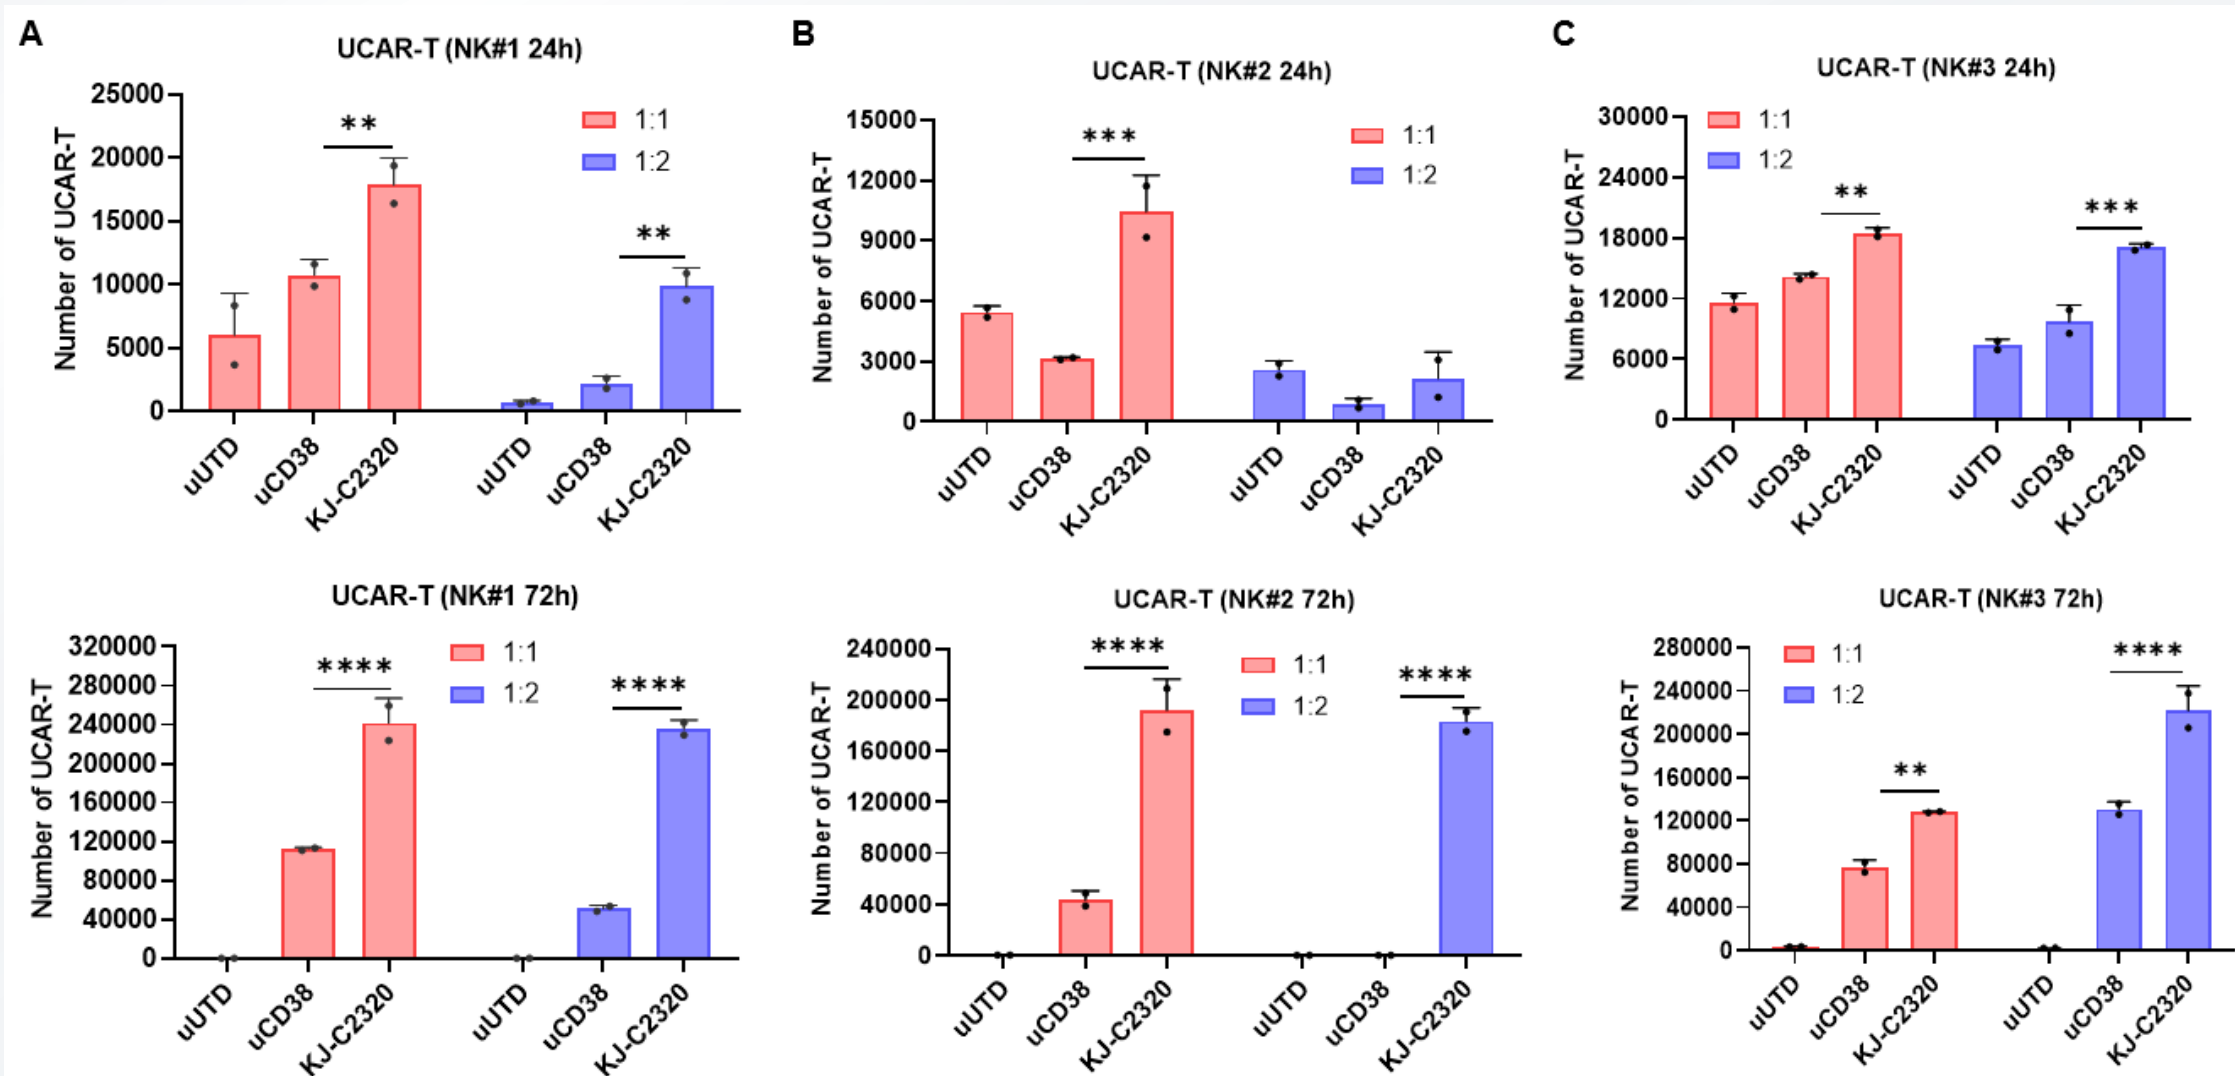 A
UCAR-T (NK#1 24h)
Number of UCAR-T
25000
20000
15000
10000
5000
0
**
**
1:1
1:2
uUTD
uCD38
KJ-C2320
uUTD
uCD38
KJ-C2320
UCAR-T (NK#1 72h)
Number of UCAR-T
320000
280000
240000
200000
160000
120000
80000
40000
0
****
****
1:1
1:2
uUTD
uCD38
KJ-C2320
uUTD
uCD38
KJ-C2320
B
UCAR-T (NK#2 24h)
Number of UCAR-T
15000
12000
9000
6000
3000
0
***
1:1
1:2
uUTD
uCD38
KJ-C2320
uUTD
uCD38
KJ-C2320
UCAR-T (NK#2 72h)
Number of UCAR-T
240000
200000
160000
120000
80000
40000
0
****
****
1:1
1:2
uUTD
uCD38
KJ-C2320
uUTD
uCD38
KJ-C2320
C
UCAR-T (NK#3 24h)
Number of UCAR-T
30000
24000
18000
12000
6000
0
1:1
1:2
**
***
uUTD
uCD38
KJ-C2320
uUTD
uCD38
KJ-C2320
UCAR-T (NK#3 72h)
Number of UCAR-T
280000
240000
200000
160000
120000
80000
40000
0
1:1
1:2
**
****
uUTD
uCD38
KJ-C2320
uUTD
uCD38
KJ-C2320